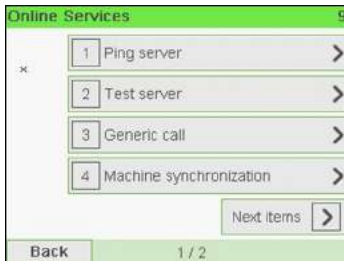 Online Services 9
1 Ping server
2 Test server
3 Generic call
4 Machine synchronization
Next items
Back 1 / 2